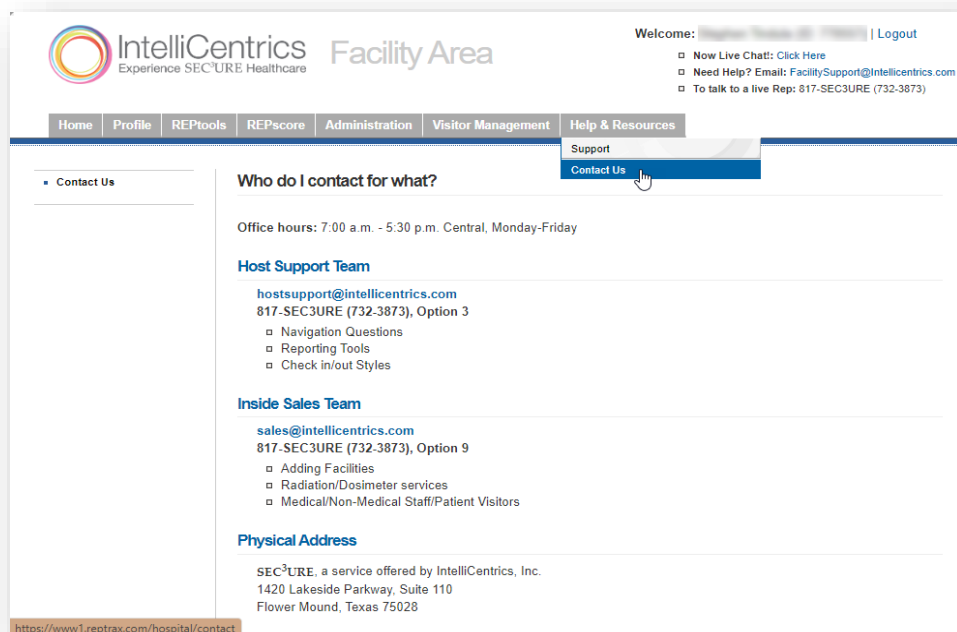 IntelliCentrics
Experience SEC³URE Healthcare
Facility Area
Welcome: | Logout
Now Live Chat!: Click Here
Need Help? Email: FacilitySupport@Intellicentrics.com
To talk to a live Rep: 817-SEC3URE (732-3873)
Home Profile REPtools REPscore Administration Visitor Management Help & Resources
Support
Contact Us
Contact Us
Who do I contact for what?
Office hours: 7:00 a.m. - 5:30 p.m. Central, Monday-Friday
Host Support Team
hostsupport@intellicentrics.com
817-SEC3URE (732-3873), Option 3
Navigation Questions
Reporting Tools
Check in/out Styles
Inside Sales Team
sales@intellicentrics.com
817-SEC3URE (732-3873), Option 9
Adding Facilities
Radiation/Dosimeter services
Medical/Non-Medical Staff/Patient Visitors
Physical Address
SEC³URE, a service offered by IntelliCentrics, Inc.
1420 Lakeside Parkway, Suite 110
Flower Mound, Texas 75028
https://www1.reptrax.com/hospital/contact